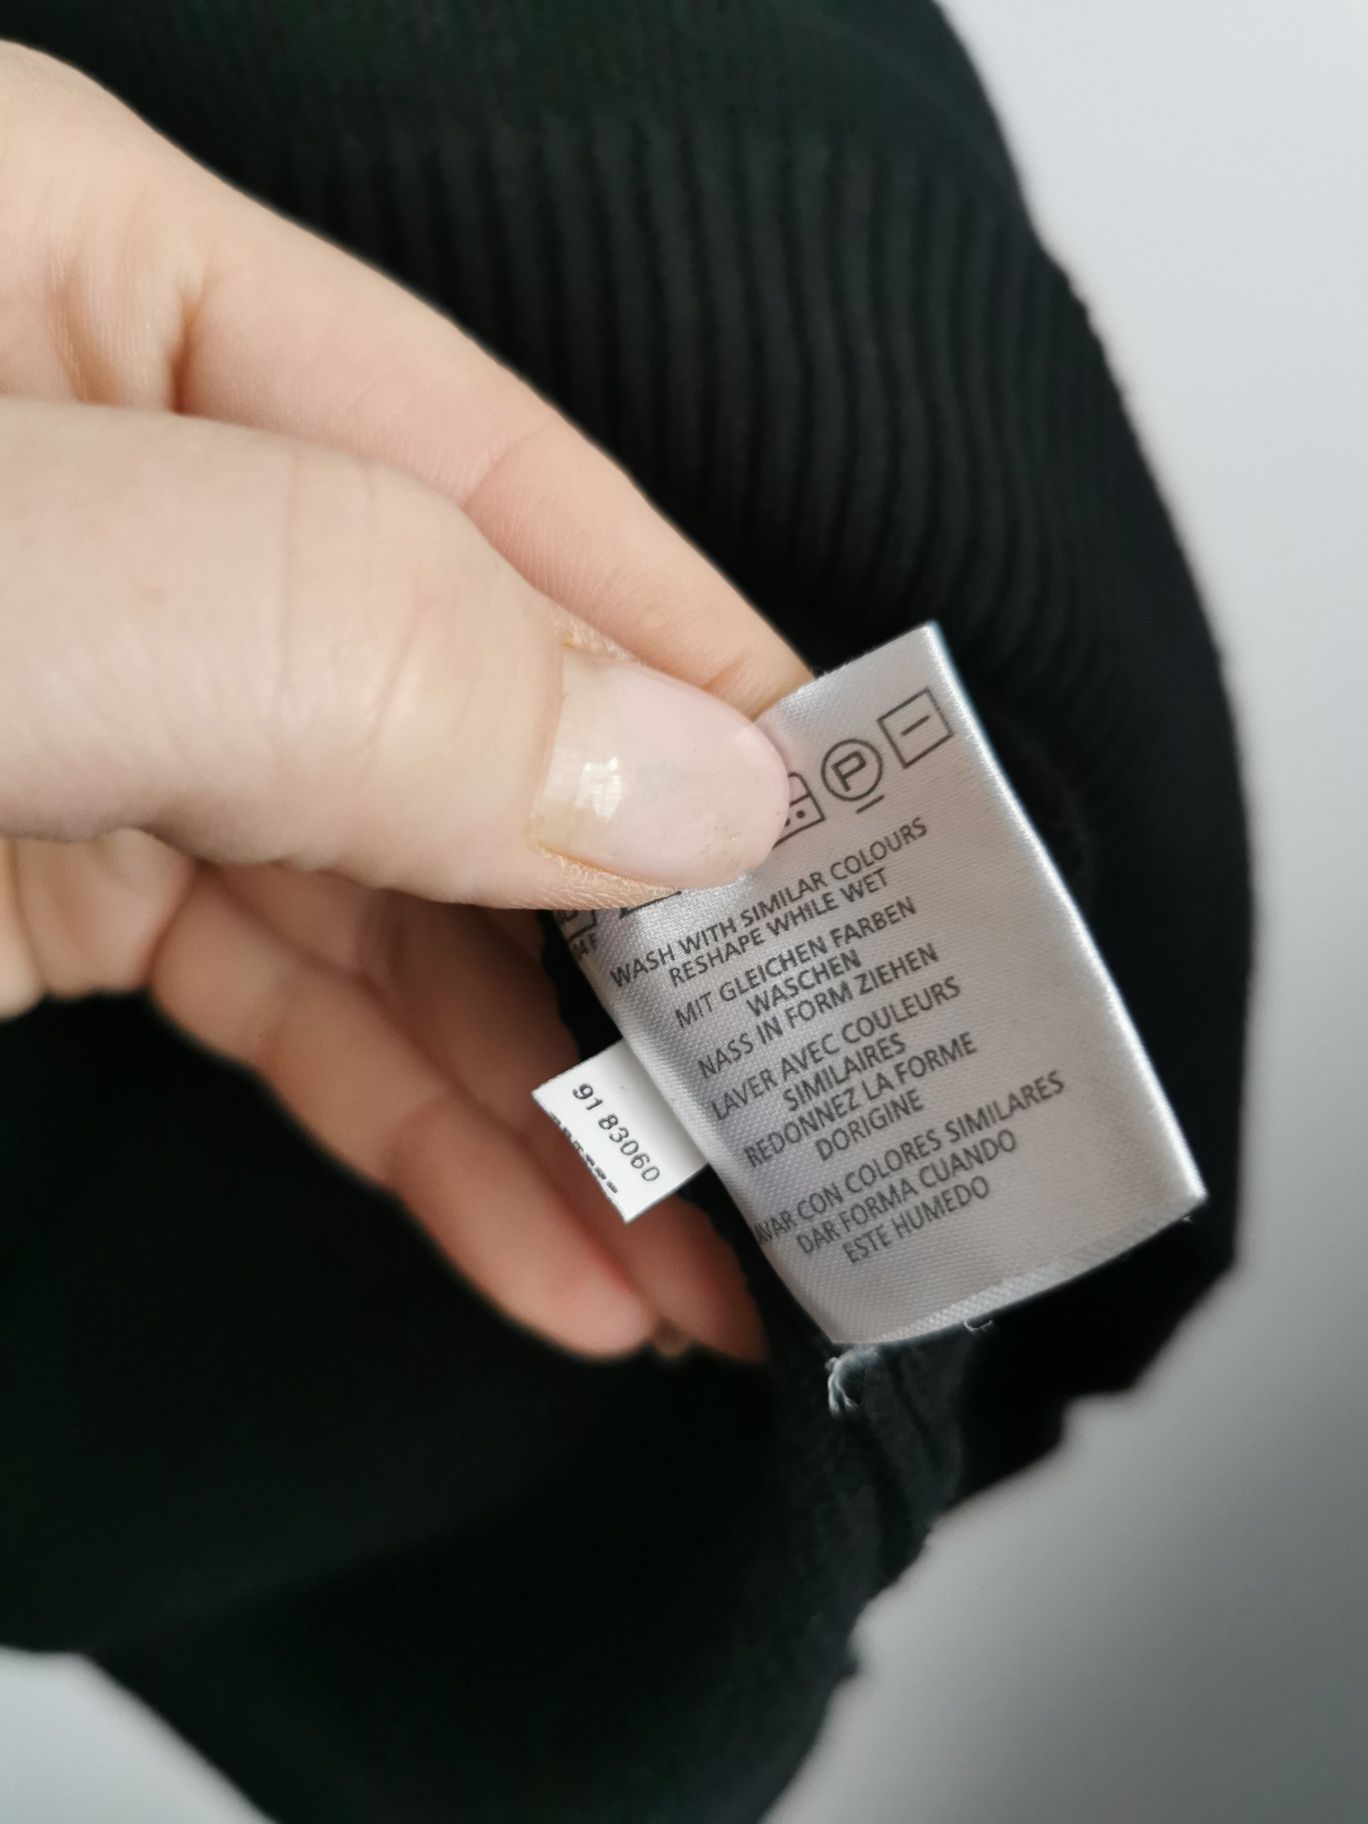 P
WASH WITH SIMILAR COLOURS
RESHAPE WHILE WET
MIT GLEICHEN FARBEN
WASCHEN
NASS IN FORM ZIEHEN
LAVER AVEC COULEURS
SIMILAIRES
REDONNEZ LA FORME
DORIGINE
CON COLORES SIMILARES
DAR FORMA CUANDO
ESTE HUMEDO
91 83060